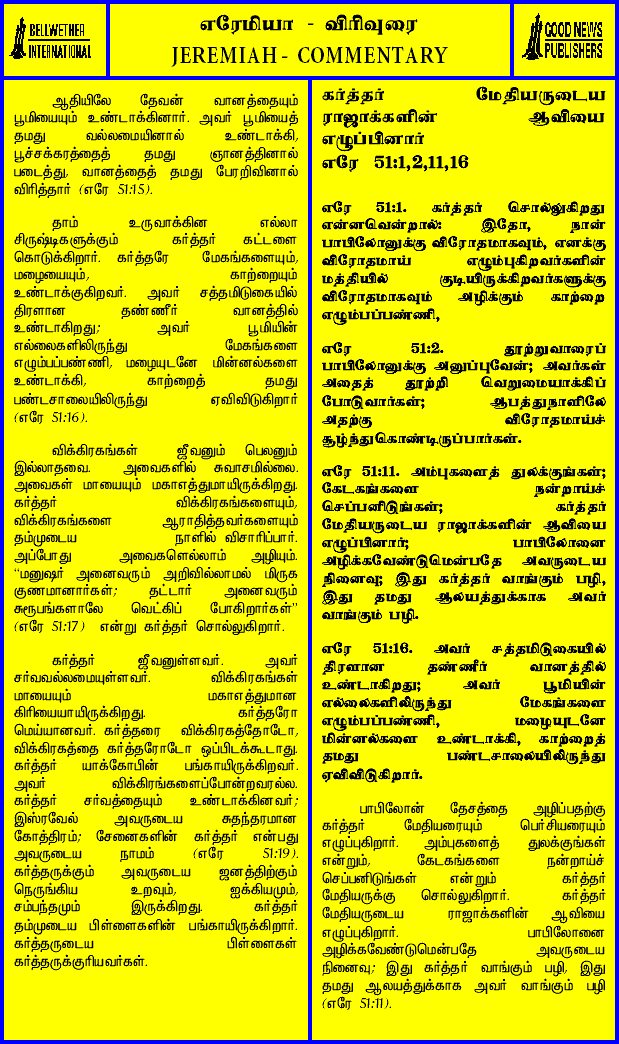 BELLWETHER
INTERNATIONAL
எரேமியா - விரிவுரை
JEREMIAH - COMMENTARY
GOOD NEWS
PUBLISHERS
ஆதியிலே தேவன் வானத்தையும்
பூமியையும் உண்டாக்கினார். அவர் பூமியைத்
தமது வல்லமையினால் உண்டாக்கி,
பூச்சக்கரத்தைத் தமது ஞானத்தினால்
படைத்து, வானத்தைத் தமது பேரறிவினால்
விரித்தார் (எரே 51:15).
தாம் உருவாக்கின எல்லா
சிருஷ்டிகளுக்கும் கர்த்தர் கட்டளை
கொடுக்கிறார். கர்த்தரே மேகங்களையும்,
மழையையும், காற்றையும்
உண்டாக்குகிறவர். அவர் சத்தமிடுகையில்
திரளான தண்ணீர் வானத்தில்
உண்டாகிறது; அவர் பூமியின்
எல்லைகளிலிருந்து மேகங்களை
எழும்பப்பண்ணி, மழையுடனே மின்னல்களை
உண்டாக்கி, காற்றைத் தமது
பண்டசாலையிலிருந்து ஏவிவிடுகிறார்
(எரே 51:16).
விக்கிரகங்கள் ஜீவனும் பெலனும்
இல்லாதவை. அவைகளில் சுவாசமில்லை.
அவைகள் மாயையும் மகாஎத்துமாயிருக்கிறது.
கர்த்தர் விக்கிரகங்களையும்,
விக்கிரகங்களை ஆராதித்தவர்களையும்
தம்முடைய நாளில் விசாரிப்பார்.
அப்போது அவைகளெல்லாம் அழியும்.
“மனுஷர் அனைவரும் அறிவில்லாமல் மிருக
குணமானார்கள்; தட்டார் அனைவரும்
சுரூபங்களாலே வெட்கிப் போகிறார்கள்”
(எரே 51:17) என்று கர்த்தர் சொல்லுகிறார்.
கர்த்தர் ஜீவனுள்ளவர். அவர்
சர்வவல்லமையுள்ளவர். விக்கிரகங்கள்
மாயையும் மகாஎத்துமான
கிரியையாயிருக்கிறது. கர்த்தரோ
மெய்யானவர். கர்த்தரை விக்கிரகத்தோடோ,
விக்கிரகத்தை கர்த்தரோடோ ஒப்பிடக்கூடாது.
கர்த்தர் யாக்கோபின் பங்காயிருக்கிறவர்.
அவர் விக்கிரங்களைப்போன்றவரல்ல.
கர்த்தர் சர்வத்தையும் உண்டாக்கினவர்;
இஸ்ரவேல் அவருடைய சுதந்தரமான
கோத்திரம்; சேனைகளின் கர்த்தர் என்பது
அவருடைய நாமம் (எரே 51:19).
கர்த்தருக்கும் அவருடைய ஜனத்திற்கும்
நெருங்கிய உறவும், ஐக்கியமும்,
சம்பந்தமும் இருக்கிறது. கர்த்தர்
தம்முடைய பிள்ளைகளின் பங்காயிருக்கிறார்.
கர்த்தருடைய பிள்ளைகள்
கர்த்தருக்குரியவர்கள்.
கர்த்தர் மேதியருடைய
ராஜாக்களின் ஆவியை
எழுப்பினார்
எரே 51:1,2,11,16
எரே 51:1. கர்த்தர் சொல்லுகிறது
என்னவென்றால்: இதோ, நான்
பாபிலோனுக்கு விரோதமாகவும், எனக்கு
விரோதமாய் எழும்புகிறவர்களின்
மத்தியில் குடியிருக்கிறவர்களுக்கு
விரோதமாகவும் அழிக்கும் காற்றை
எழும்பப்பண்ணி,
எரே 51:2. தூற்றுவாரைப்
பாபிலோனுக்கு அனுப்புவேன்; அவர்கள்
அதைத் தூற்றி வெறுமையாக்கிப்
போடுவார்கள்; ஆபத்துநாளிலே
அதற்கு விரோதமாய்ச்
சூழ்ந்துகொண்டிருப்பார்கள்.
எரே 51:11. அம்புகளைத் துலக்குங்கள்;
கேடகங்களை நன்றாய்ச்
செப்பனிடுங்கள்; கர்த்தர்
மேதியருடைய ராஜாக்களின் ஆவியை
எழுப்பினார்; பாபிலோனை
அழிக்கவேண்டுமென்பதே அவருடைய
நினைவு; இது கர்த்தர் வாங்கும் பழி,
இது தமது ஆலயத்துக்காக அவர்
வாங்கும் பழி.
எரே 51:16. அவர் சத்தமிடுகையில்
திரளான தண்ணீர் வானத்தில்
உண்டாகிறது; அவர் பூமியின்
எல்லைகளிலிருந்து மேகங்களை
எழும்பப்பண்ணி, மழையுடனே
மின்னல்களை உண்டாக்கி, காற்றைத்
தமது பண்டசாலையிலிருந்து
ஏவிவிடுகிறார்.
பாபிலோன் தேசத்தை அழிப்பதற்கு
கர்த்தர் மேதியரையும் பெர்சியரையும்
எழுப்புகிறார். அம்புகளைத் துலக்குங்கள்
என்றும், கேடகங்களை நன்றாய்ச்
செப்பனிடுங்கள் என்றும் கர்த்தர்
மேதியருக்கு சொல்லுகிறார். கர்த்தர்
மேதியருடைய ராஜாக்களின் ஆவியை
எழுப்புகிறார். பாபிலோனை
அழிக்கவேண்டுமென்பதே அவருடைய
நினைவு; இது கர்த்தர் வாங்கும் பழி, இது
தமது ஆலயத்துக்காக அவர் வாங்கும் பழி
(எரே 51:11).